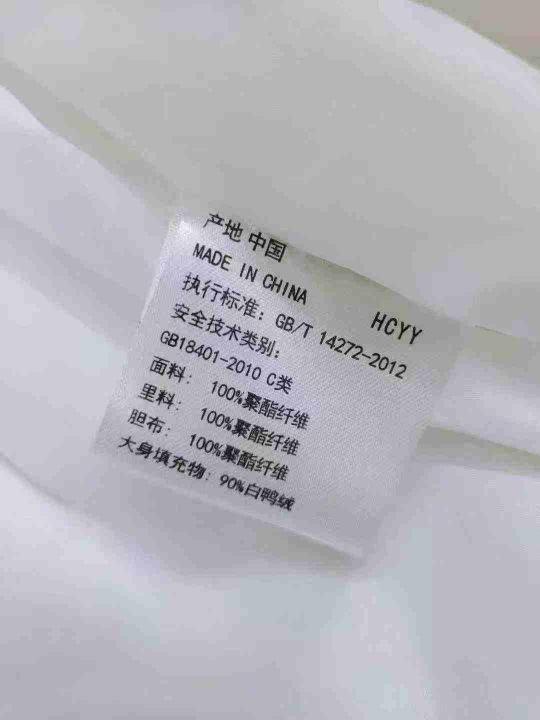 产地 中国
MADE IN CHINA
HCYY
执行标准: GB/T 14272-2012
安全技术类别:
GB18401-2010 C类
面料: 100%聚酯纤维
里料: 100%聚酯纤维
胆布: 100%聚酯纤维
大身填充物: 90%白鸭绒